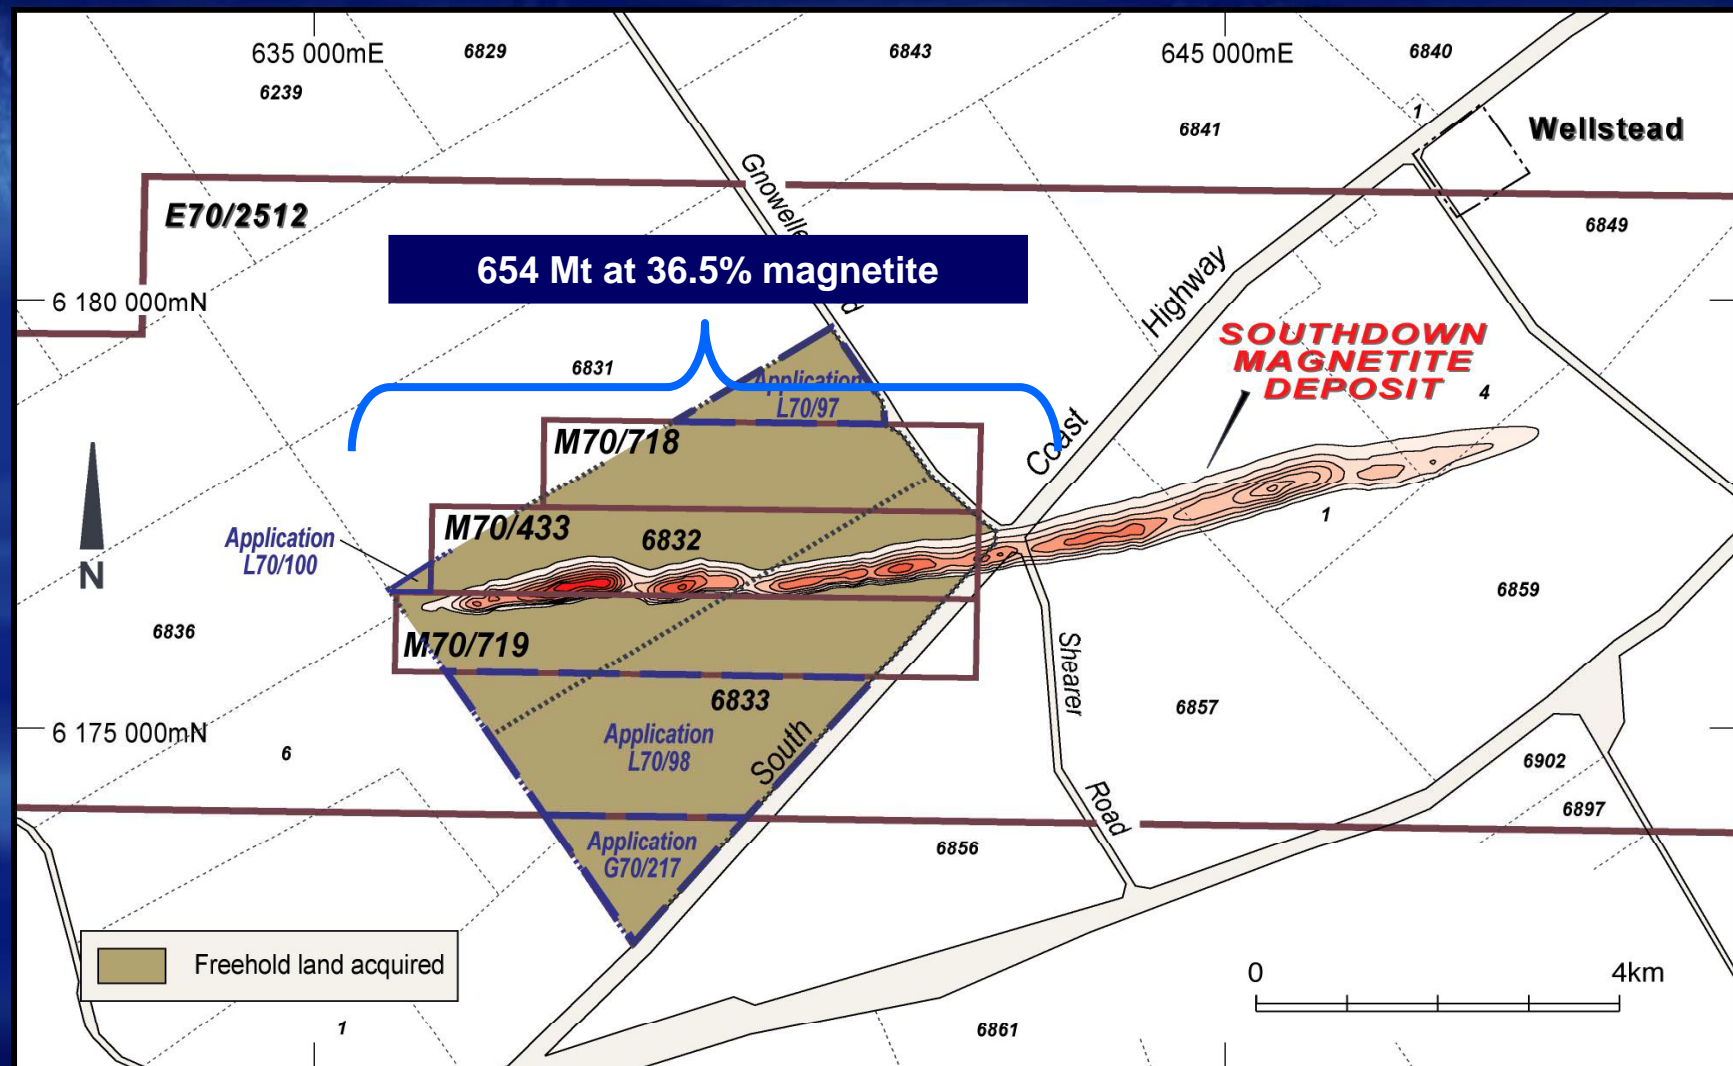 635 000mE
6829
6843
645 000mE
6840
6239
1
6841
Wellstead
E70/2512
6849
654 Mt at 36.5% magnetite
6 180 000mN
Highway
SOUTHDOWN
MAGNETITE
DEPOSIT
6831
Application
L70/97
4
M70/718
Coast
M70/433
6832
1
Application
L70/100
N
6859
6836
M70/719
Shearer
6833
6857
6 175 000mN
Application
L70/98
South
6
6902
6897
Road
Application
G70/217
6856
Freehold land acquired
0 4km
1
6861